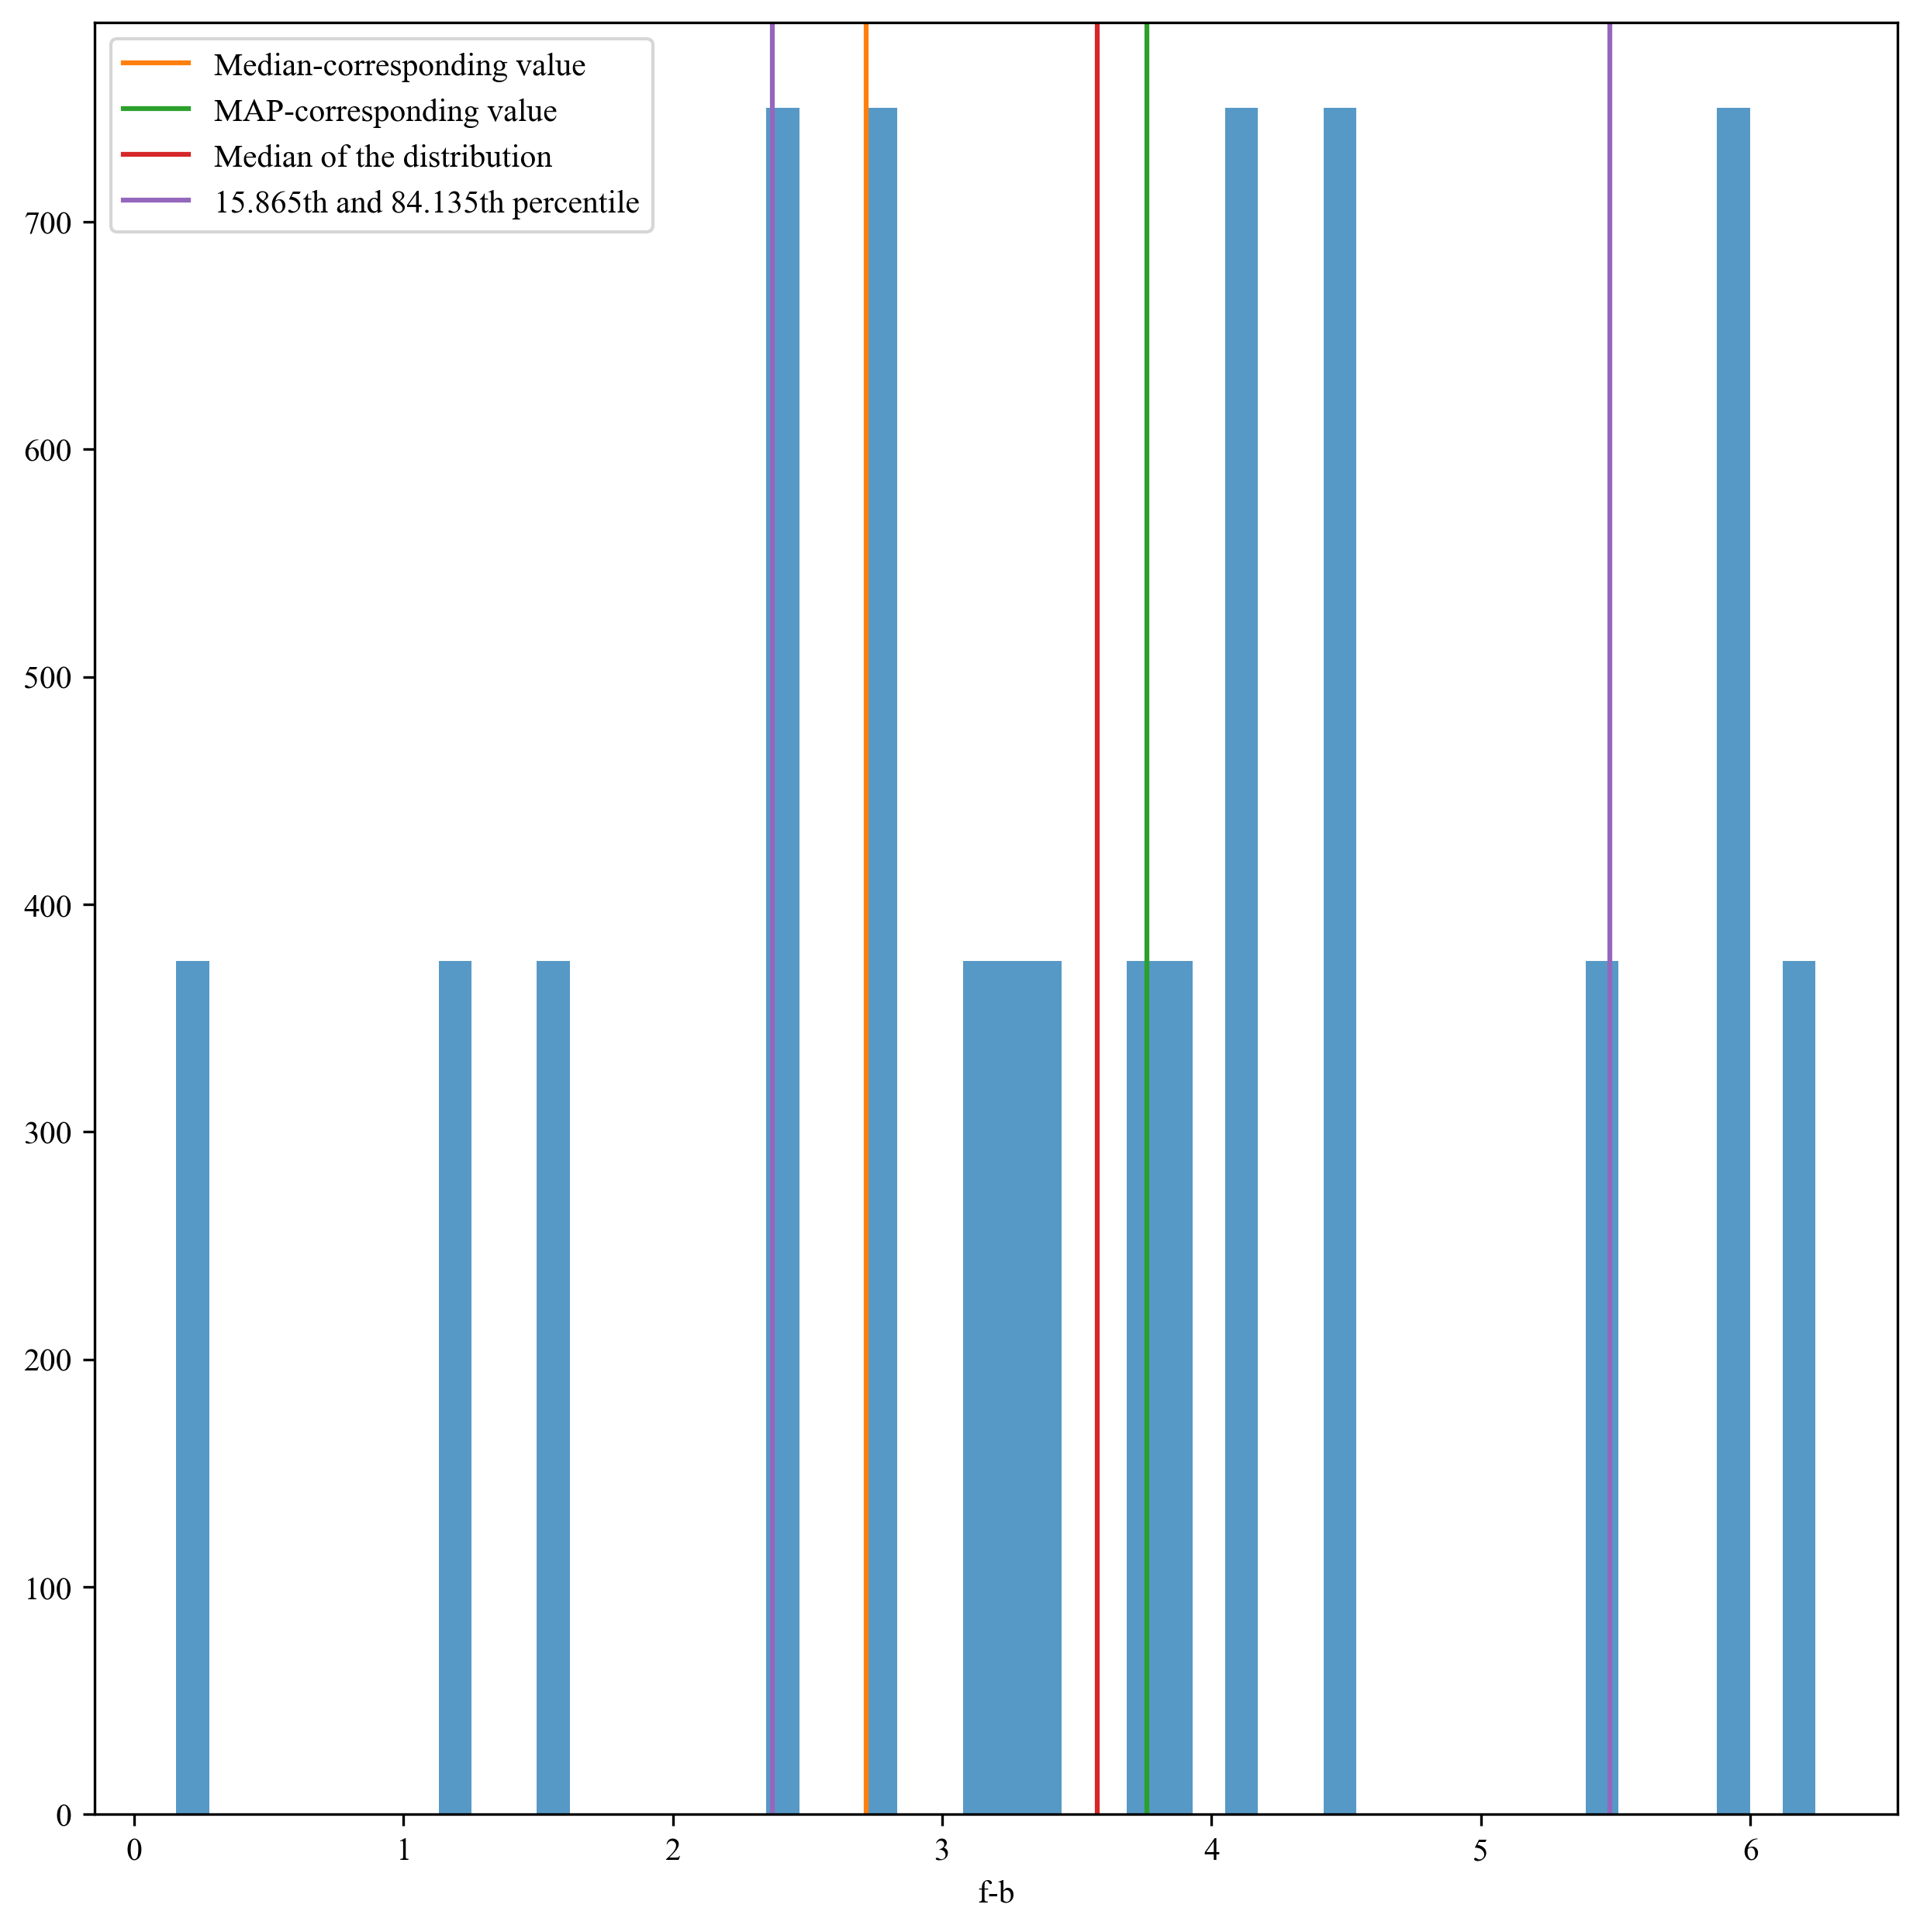 Median-corresponding value
MAP-corresponding value
Median of the distribution
15.865th and 84.135th percentile
700
600
500
400
300
200
100
0
0 1 2 3 4 5 6
f-b